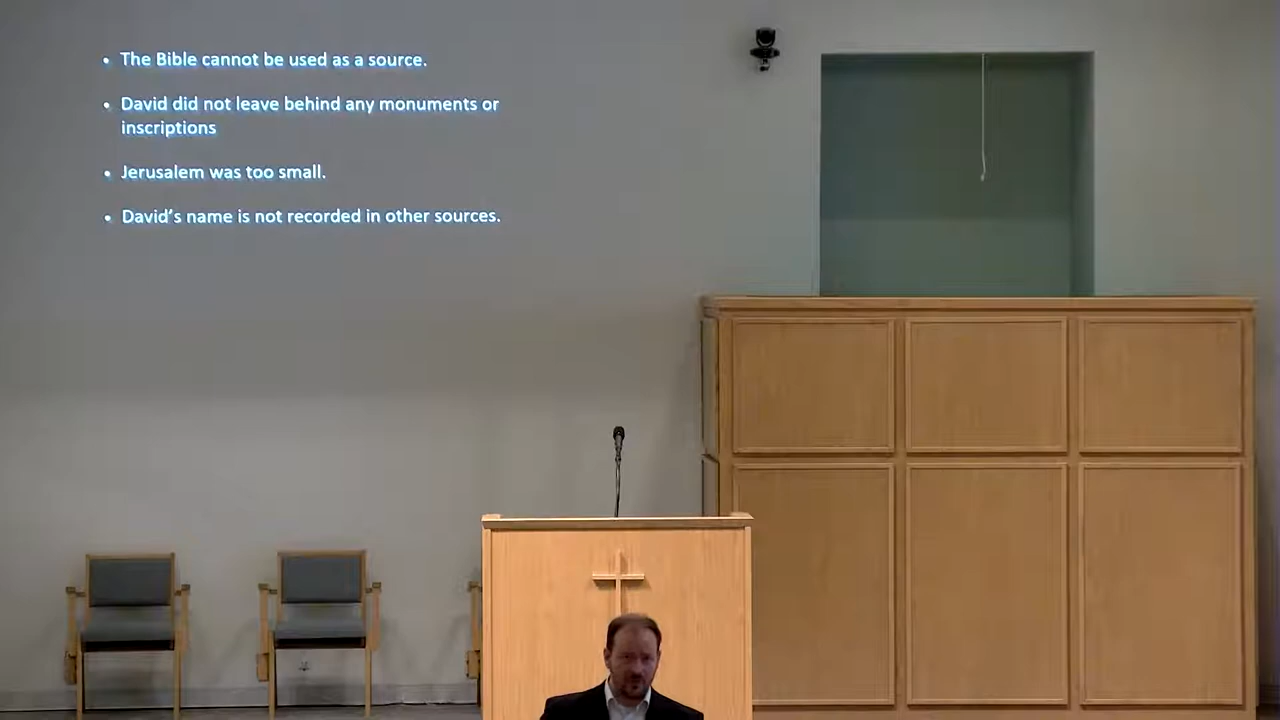 • The Bible cannot be used as a source.
• David did not leave behind any monuments or
inscriptions
• Jerusalem was too small.
• David's name is not recorded in other sources.